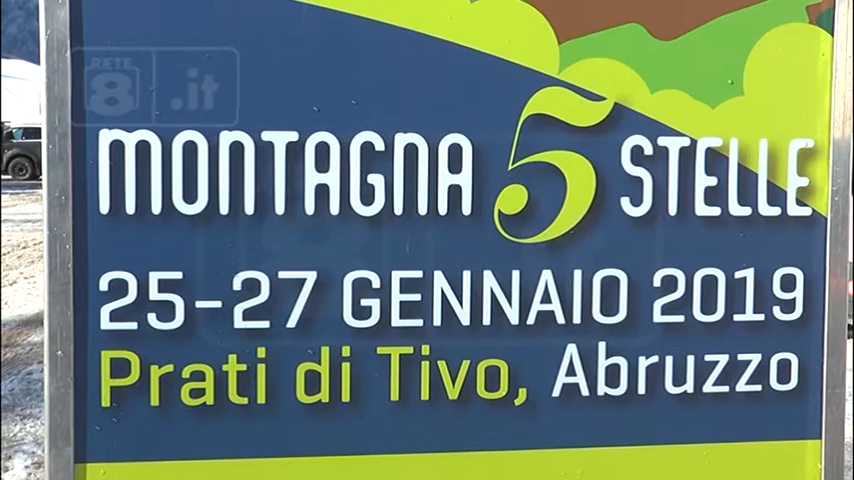 RETE
8 .it
MONTAGNA 5 STELLE
25-27 GENNAIO 2019
Prati di Tivo, Abruzzo